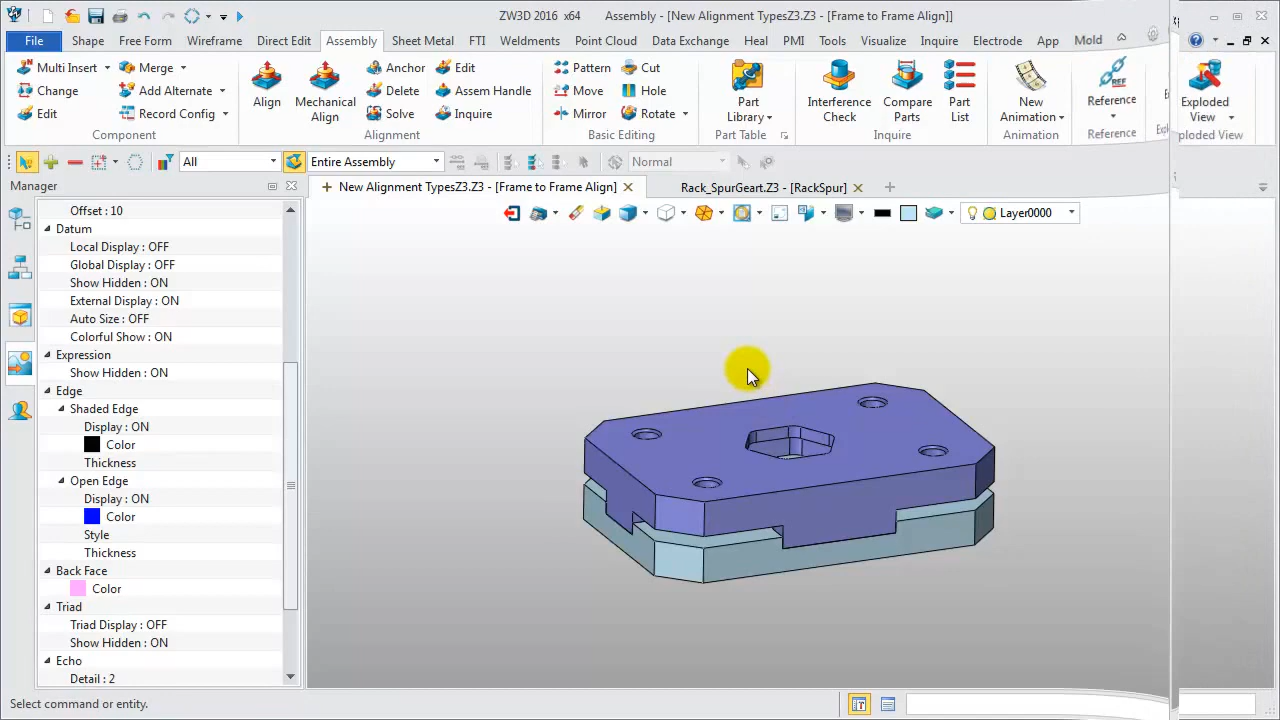 ZW3D 2016 x64 Assembly - [New Alignment TypesZ3.Z3 - [Frame to Frame Align]]
File Shape Free Form Wireframe Direct Edit Assembly Sheet Metal FTI Weldments Point Cloud Data Exchange Heal PMI Tools Visualize Inquire Electrode App Mold
Multi Insert Merge Anchor Edit Pattern Cut
Change Add Alternate Delete Assem Handle Move Hole
Edit Record Config Solve Inquire Mirror Rotate
Align Mechanical Align Part Library Interference Check Compare Parts Part List New Animation REF Reference Exploded View
Component Alignment Basic Editing Part Table Inquire Animation Reference Exploded View
All Entire Assembly Normal
Manager
New Alignment TypesZ3.Z3 - [Frame to Frame Align] Rack_SpurGeart.Z3 - [RackSpur]
Layer0000
Offset : 10
Datum
Local Display : OFF
Global Display : OFF
Show Hidden : ON
External Display : ON
Auto Size : OFF
Colorful Show : ON
Expression
Show Hidden : ON
Edge
Shaded Edge
Display : ON
Color
Thickness
Open Edge
Display : ON
Color
Style
Thickness
Back Face
Color
Triad
Triad Display : OFF
Show Hidden : ON
Echo
Detail : 2
Select command or entity.